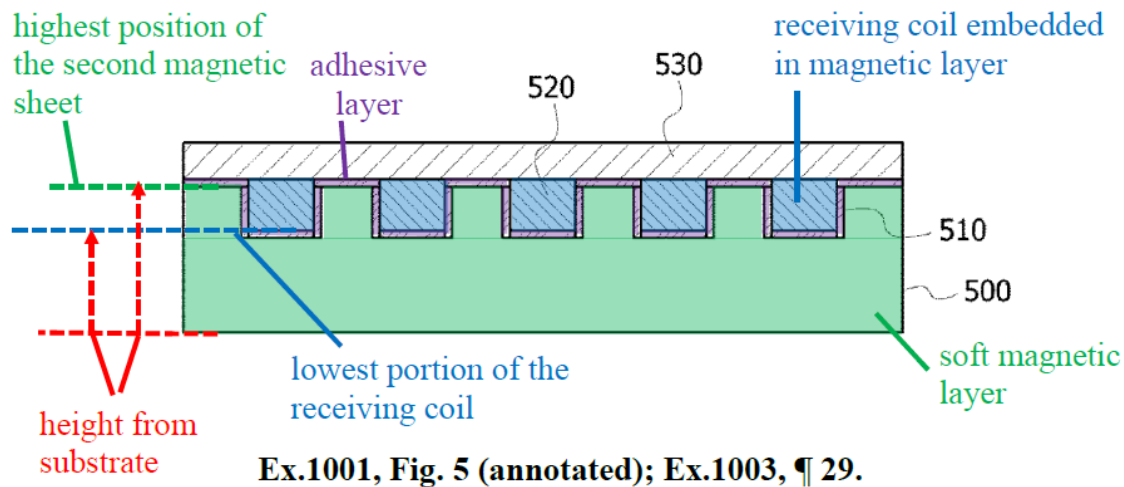 highest position of
the second magnetic
sheet
adhesive
layer
520
530
receiving coil embedded
in magnetic layer
510
500
lowest portion of the
receiving coil
soft magnetic
layer
height from
substrate
Ex.1001, Fig. 5 (annotated); Ex.1003, ¶ 29.